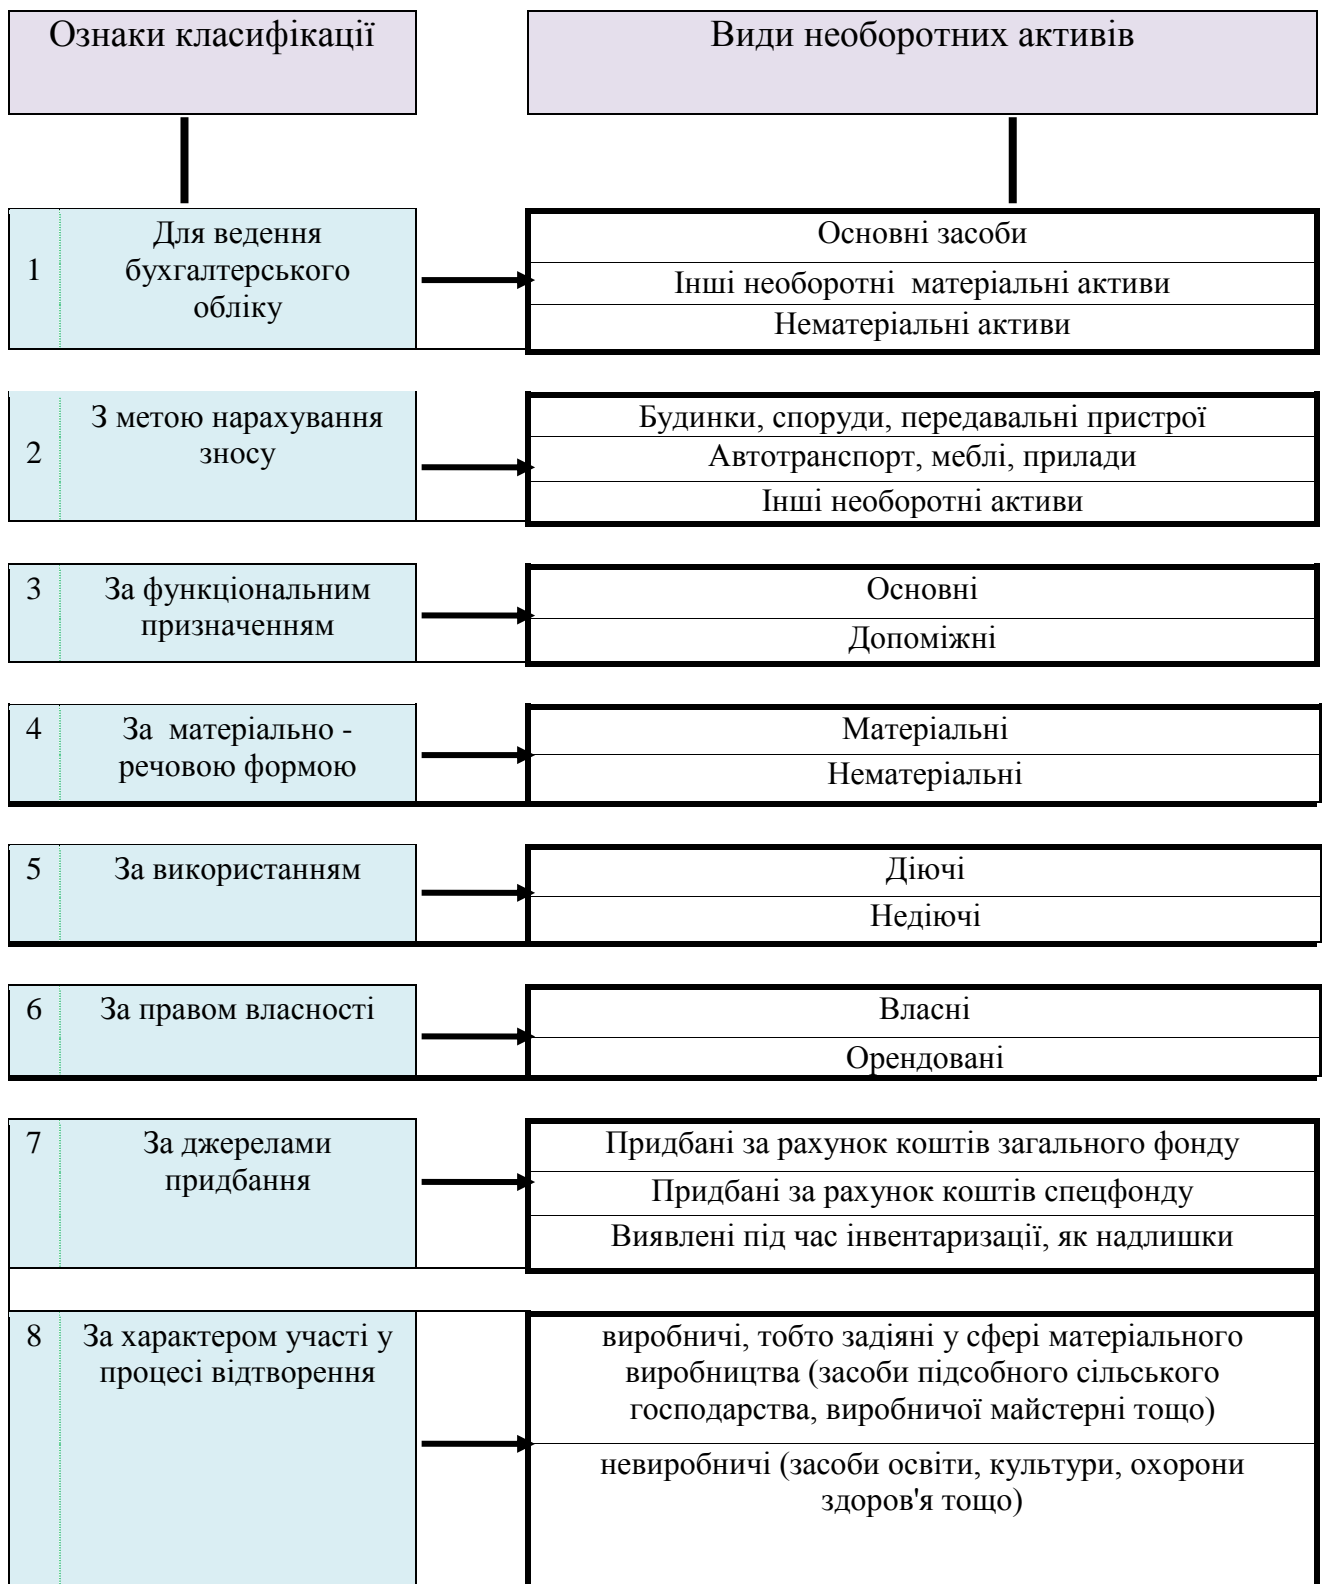 Ознаки класифікації
Види необоротних активів
1
Для ведення
бухгалтерського
обліку
Основні засоби
Інші необоротні матеріальні активи
Нематеріальні активи
2
З метою нарахування
зносу
Будинки, споруди, передавальні пристрої
Автотранспорт, меблі, прилади
Інші необоротні активи
3
За функціональним
призначенням
Основні
Допоміжні
4
За матеріально -
речовою формою
Матеріальні
Нематеріальні
5
За використанням
Діючі
Недіючі
6
За правом власності
Власні
Орендовані
7
За джерелами
придбання
Придбані за рахунок коштів загального фонду
Придбані за рахунок коштів спецфонду
Виявлені під час інвентаризації, як надлишки
8
За характером участі у
процесі відтворення
виробничі, тобто задіяні у сфері матеріального
виробництва (засоби підсобного сільського
господарства, виробничої майстерні тощо)
невиробничі (засоби освіти, культури, охорони
здоров'я тощо)